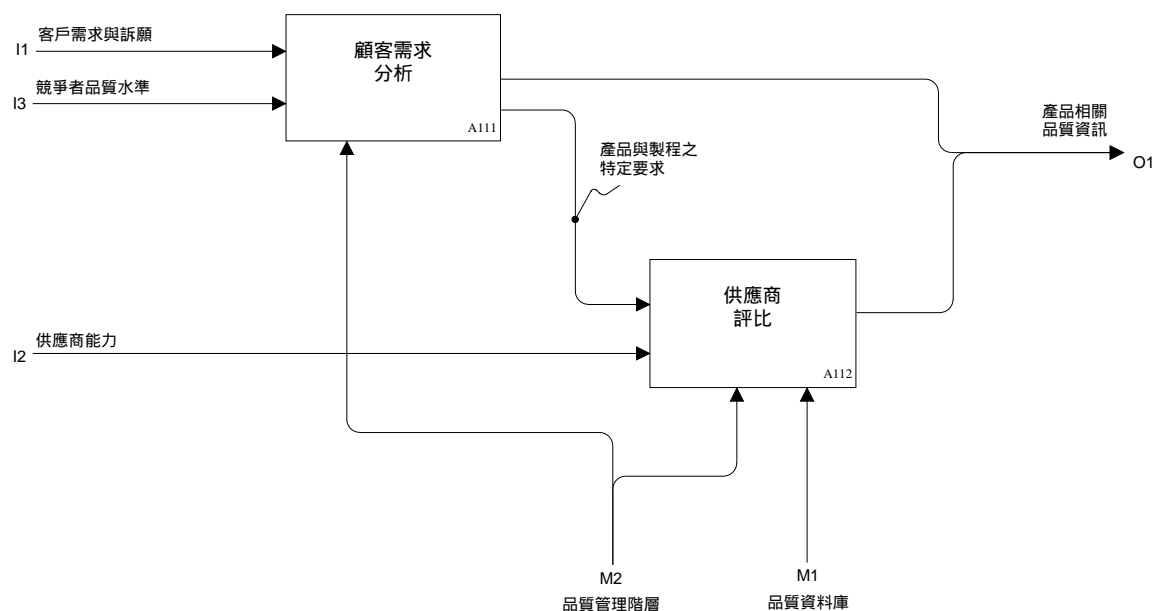 客戶需求與訴願
I1
競爭者品質水準
I3
顧客需求
分析
A111
產品與製程之
特定要求
產品相關
品質資訊
O1
供應商能力
I2
供應商
評比
A112
M2
品質管理階層
M1
品質資料庫